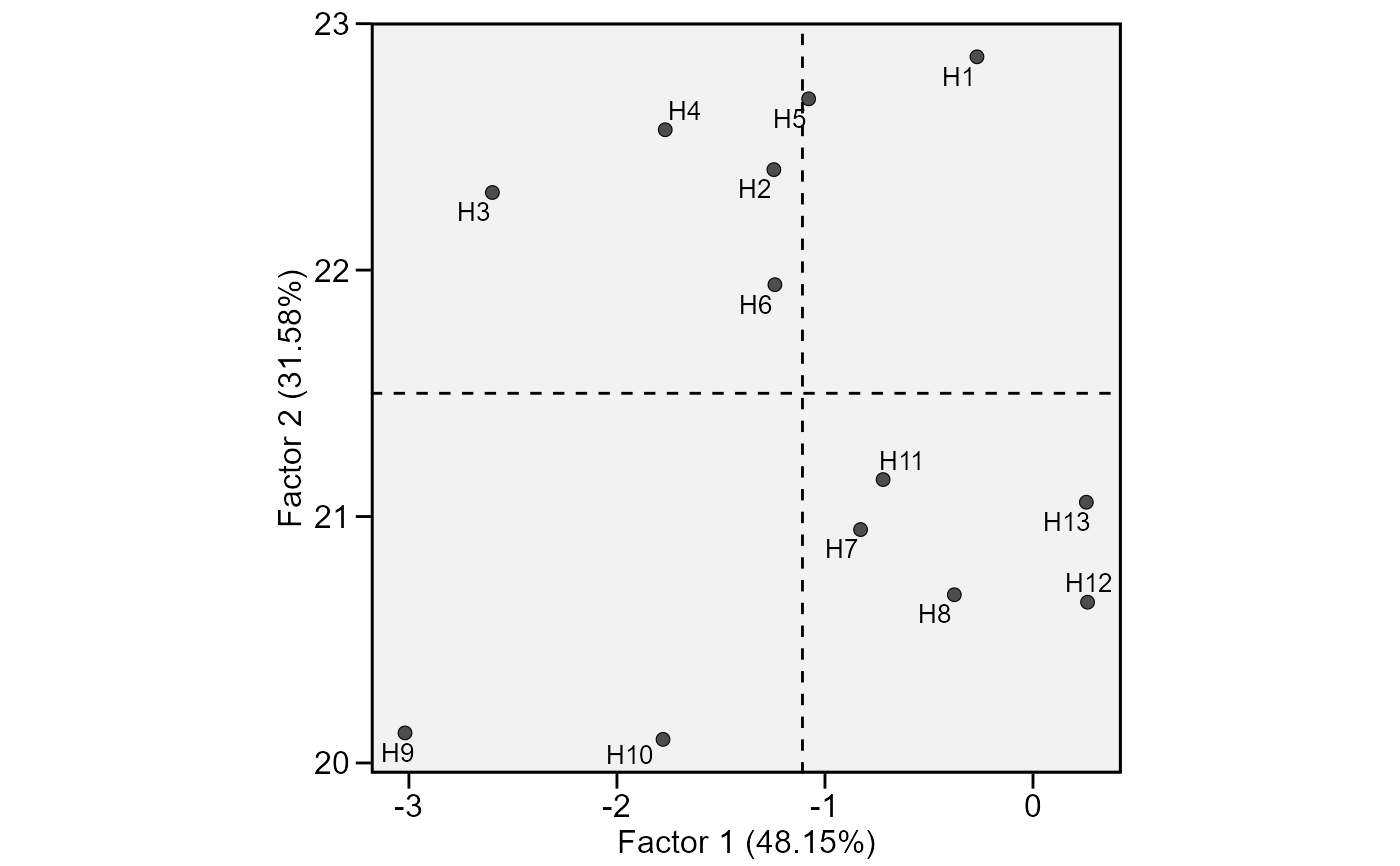 23
H1
H4
H5
H2
H3
22
H6
Factor 2 (31.58%)
H11
21
H13
H7
H12
H8
H9
H10
20
-3
-2
-1
0
Factor 1 (48.15%)